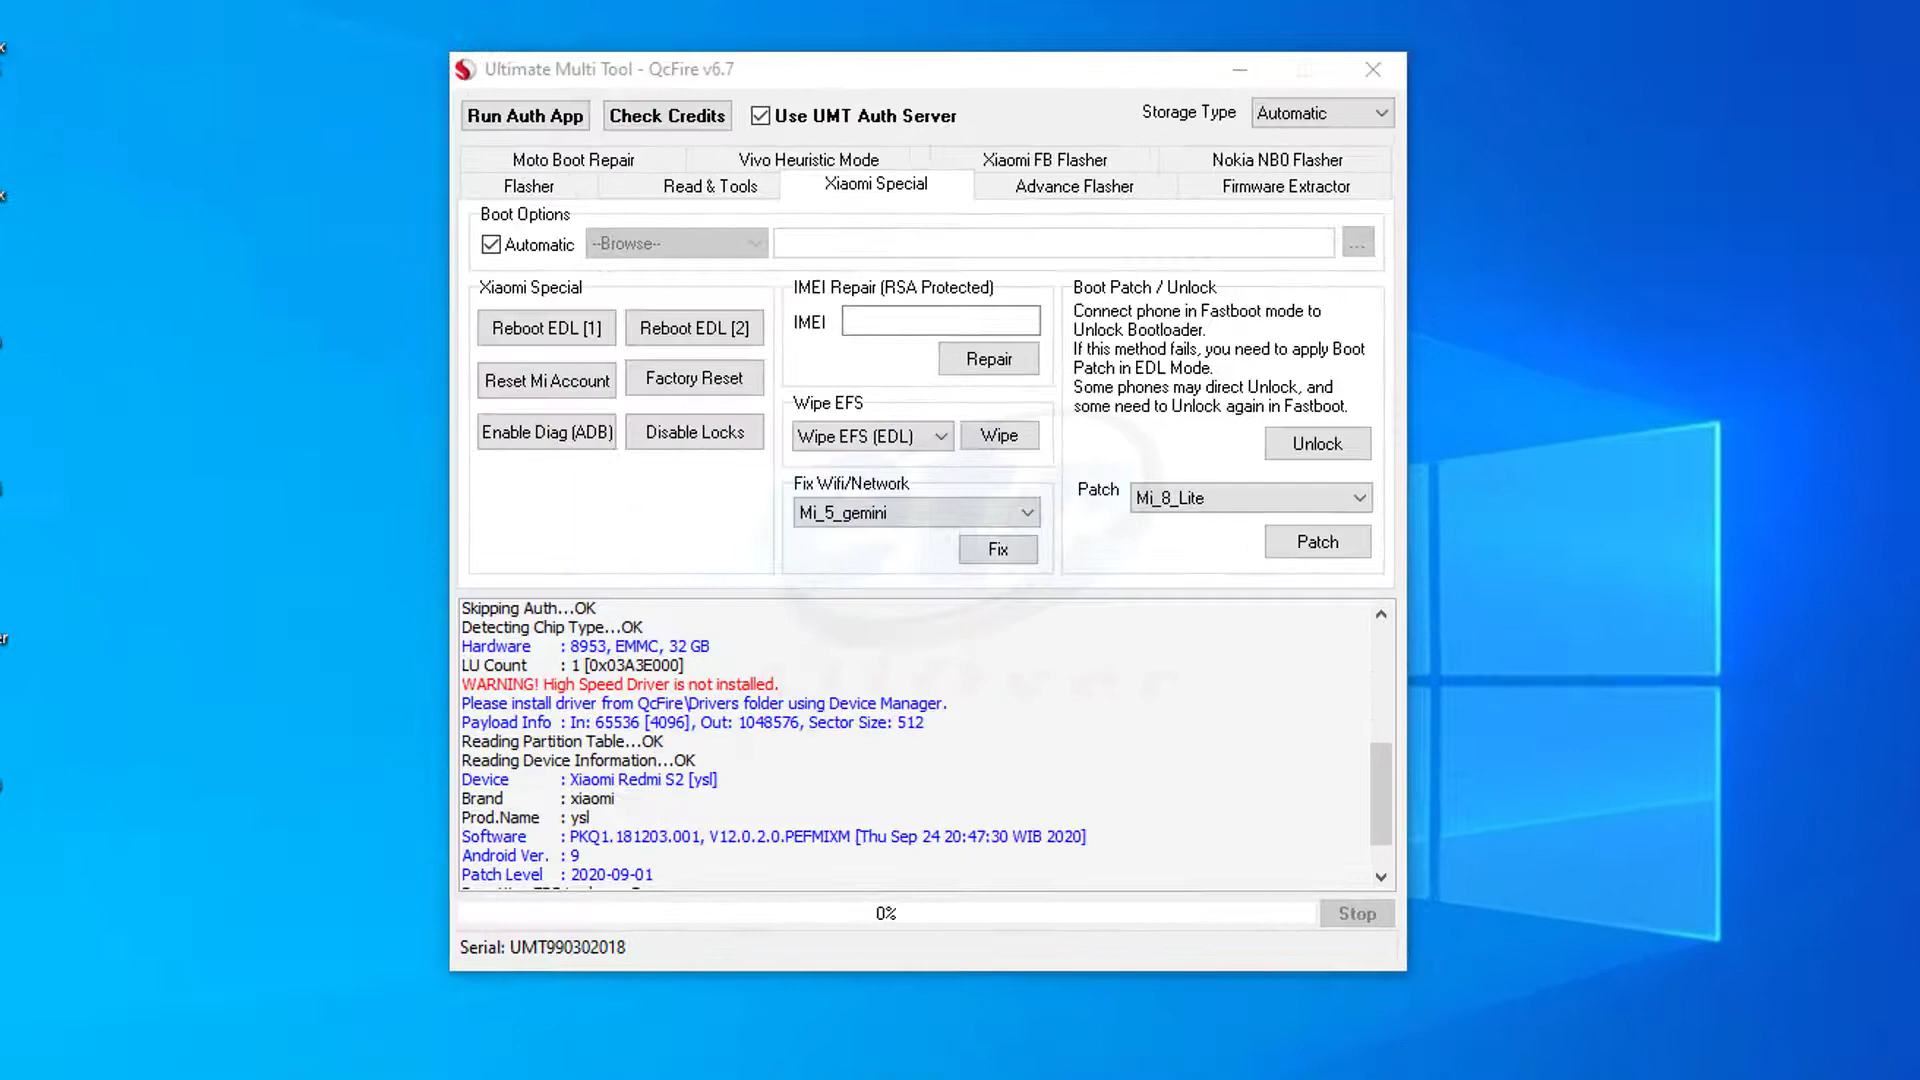 Ultimate Multi Tool - QcFire v6.7
Run Auth App
Check Credits
Use UMT Auth Server
Storage Type
Automatic
Moto Boot Repair
Vivo Heuristic Mode
Xiaomi FB Flasher
Nokia NB0 Flasher
Flasher
Read & Tools
Xiaomi Special
Advance Flasher
Firmware Extractor
Boot Options
Automatic
--Browse--
...
Xiaomi Special
Reboot EDL [1]
Reboot EDL [2]
Reset Mi Account
Factory Reset
Enable Diag (ADB)
Disable Locks
IMEI Repair (RSA Protected)
IMEI
Repair
Wipe EFS
Wipe EFS (EDL)
Wipe
Fix Wifi/Network
Mi_5_gemini
Fix
Boot Patch / Unlock
Connect phone in Fastboot mode to
Unlock Bootloader.
If this method fails, you need to apply Boot
Patch in EDL Mode.
Some phones may direct Unlock, and
some need to Unlock again in Fastboot.
Unlock
Patch
Mi_8_Lite
Patch
Skipping Auth...OK
Detecting Chip Type...OK
Hardware : 8953, EMMC, 32 GB
LU Count : 1 [0x03A3E000]
WARNING! High Speed Driver is not installed.
Please install driver from QcFire\Drivers folder using Device Manager.
Payload Info : In: 65536 [4096], Out: 1048576, Sector Size: 512
Reading Partition Table...OK
Reading Device Information...OK
Device : Xiaomi Redmi S2 [ysl]
Brand : xiaomi
Prod.Name : ysl
Software : PKQ1.181203.001, V12.0.2.0.PEFMIXM [Thu Sep 24 20:47:30 WIB 2020]
Android Ver. : 9
Patch Level : 2020-09-01
0%
Stop
Serial: UMT990302018